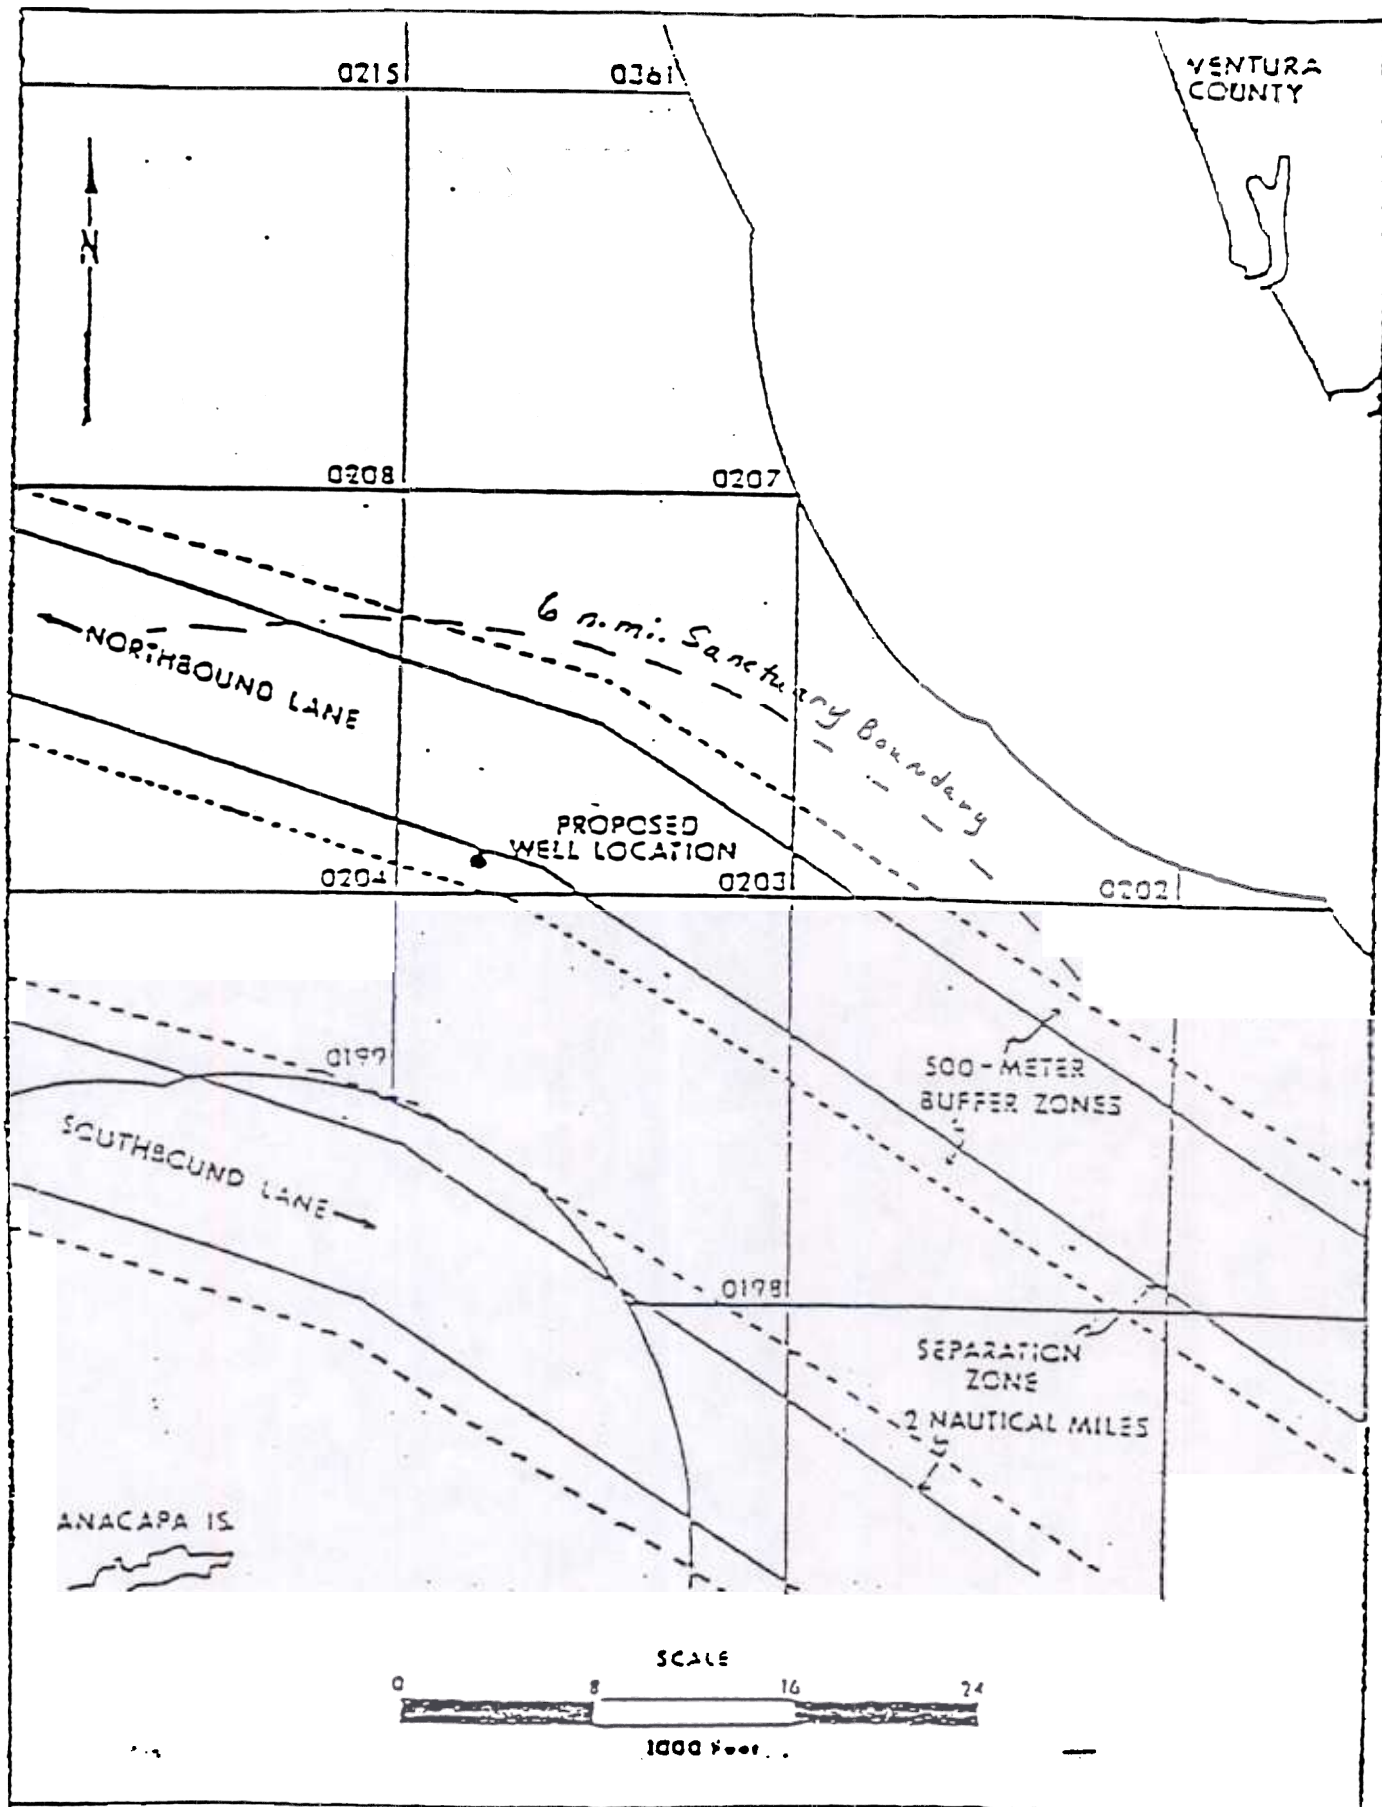 0215
0361
VENTURA
COUNTY
N
0208
0207
6 n.mi. Sanctuary Boundary
NORTHBOUND LANE
PROPOSED
WELL LOCATION
0204
0203
0202
0197
500-METER
BUFFER ZONES
SOUTHBOUND LANE
0198
SEPARATION
ZONE
2 NAUTICAL MILES
ANACAPA IS.
SCALE
0 8 16 24
1000 Feet